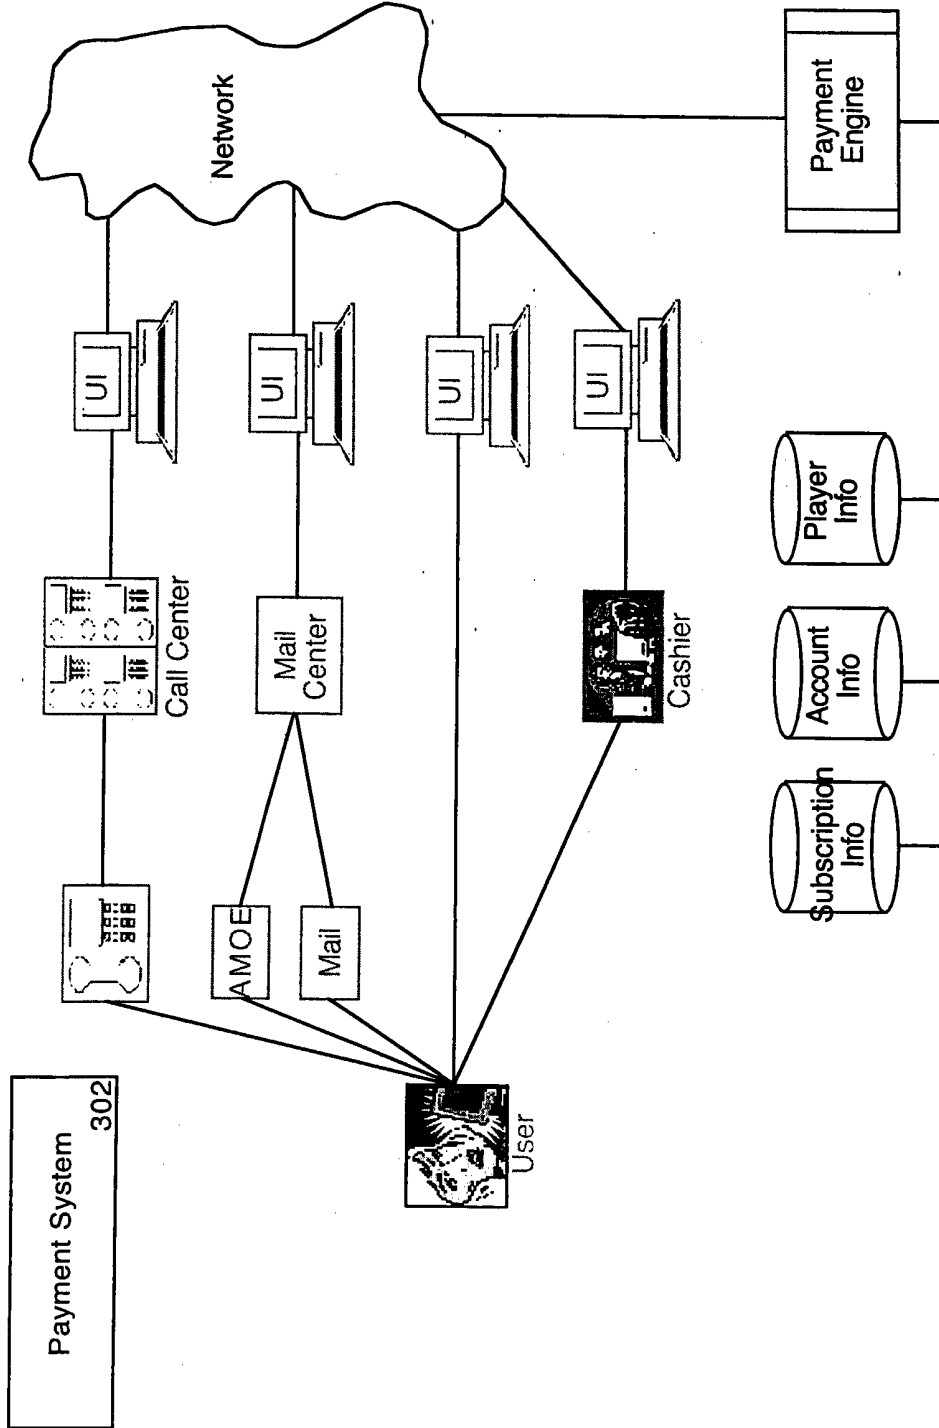 Payment System
302
User
AMOE
Mail
Call Center
Mail
Center
Cashier
UI
UI
UI
UI
Network
Subscription
Info
Account
Info
Player
Info
Payment
Engine